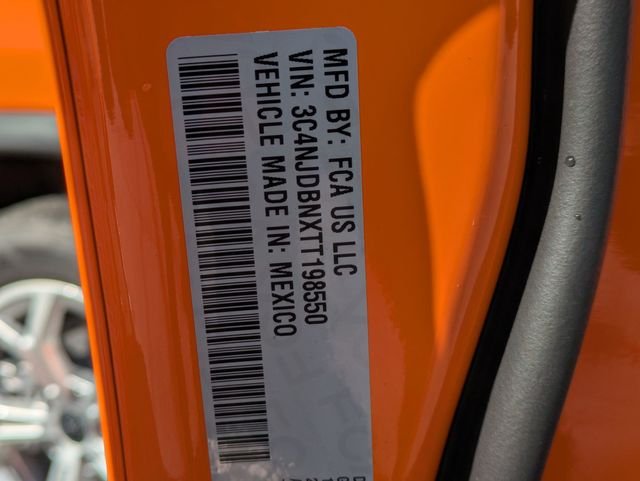 MFD BY: FCA US LLC
VIN: 3C4NJDBNXTT198550
VEHICLE MADE IN: MEXICO